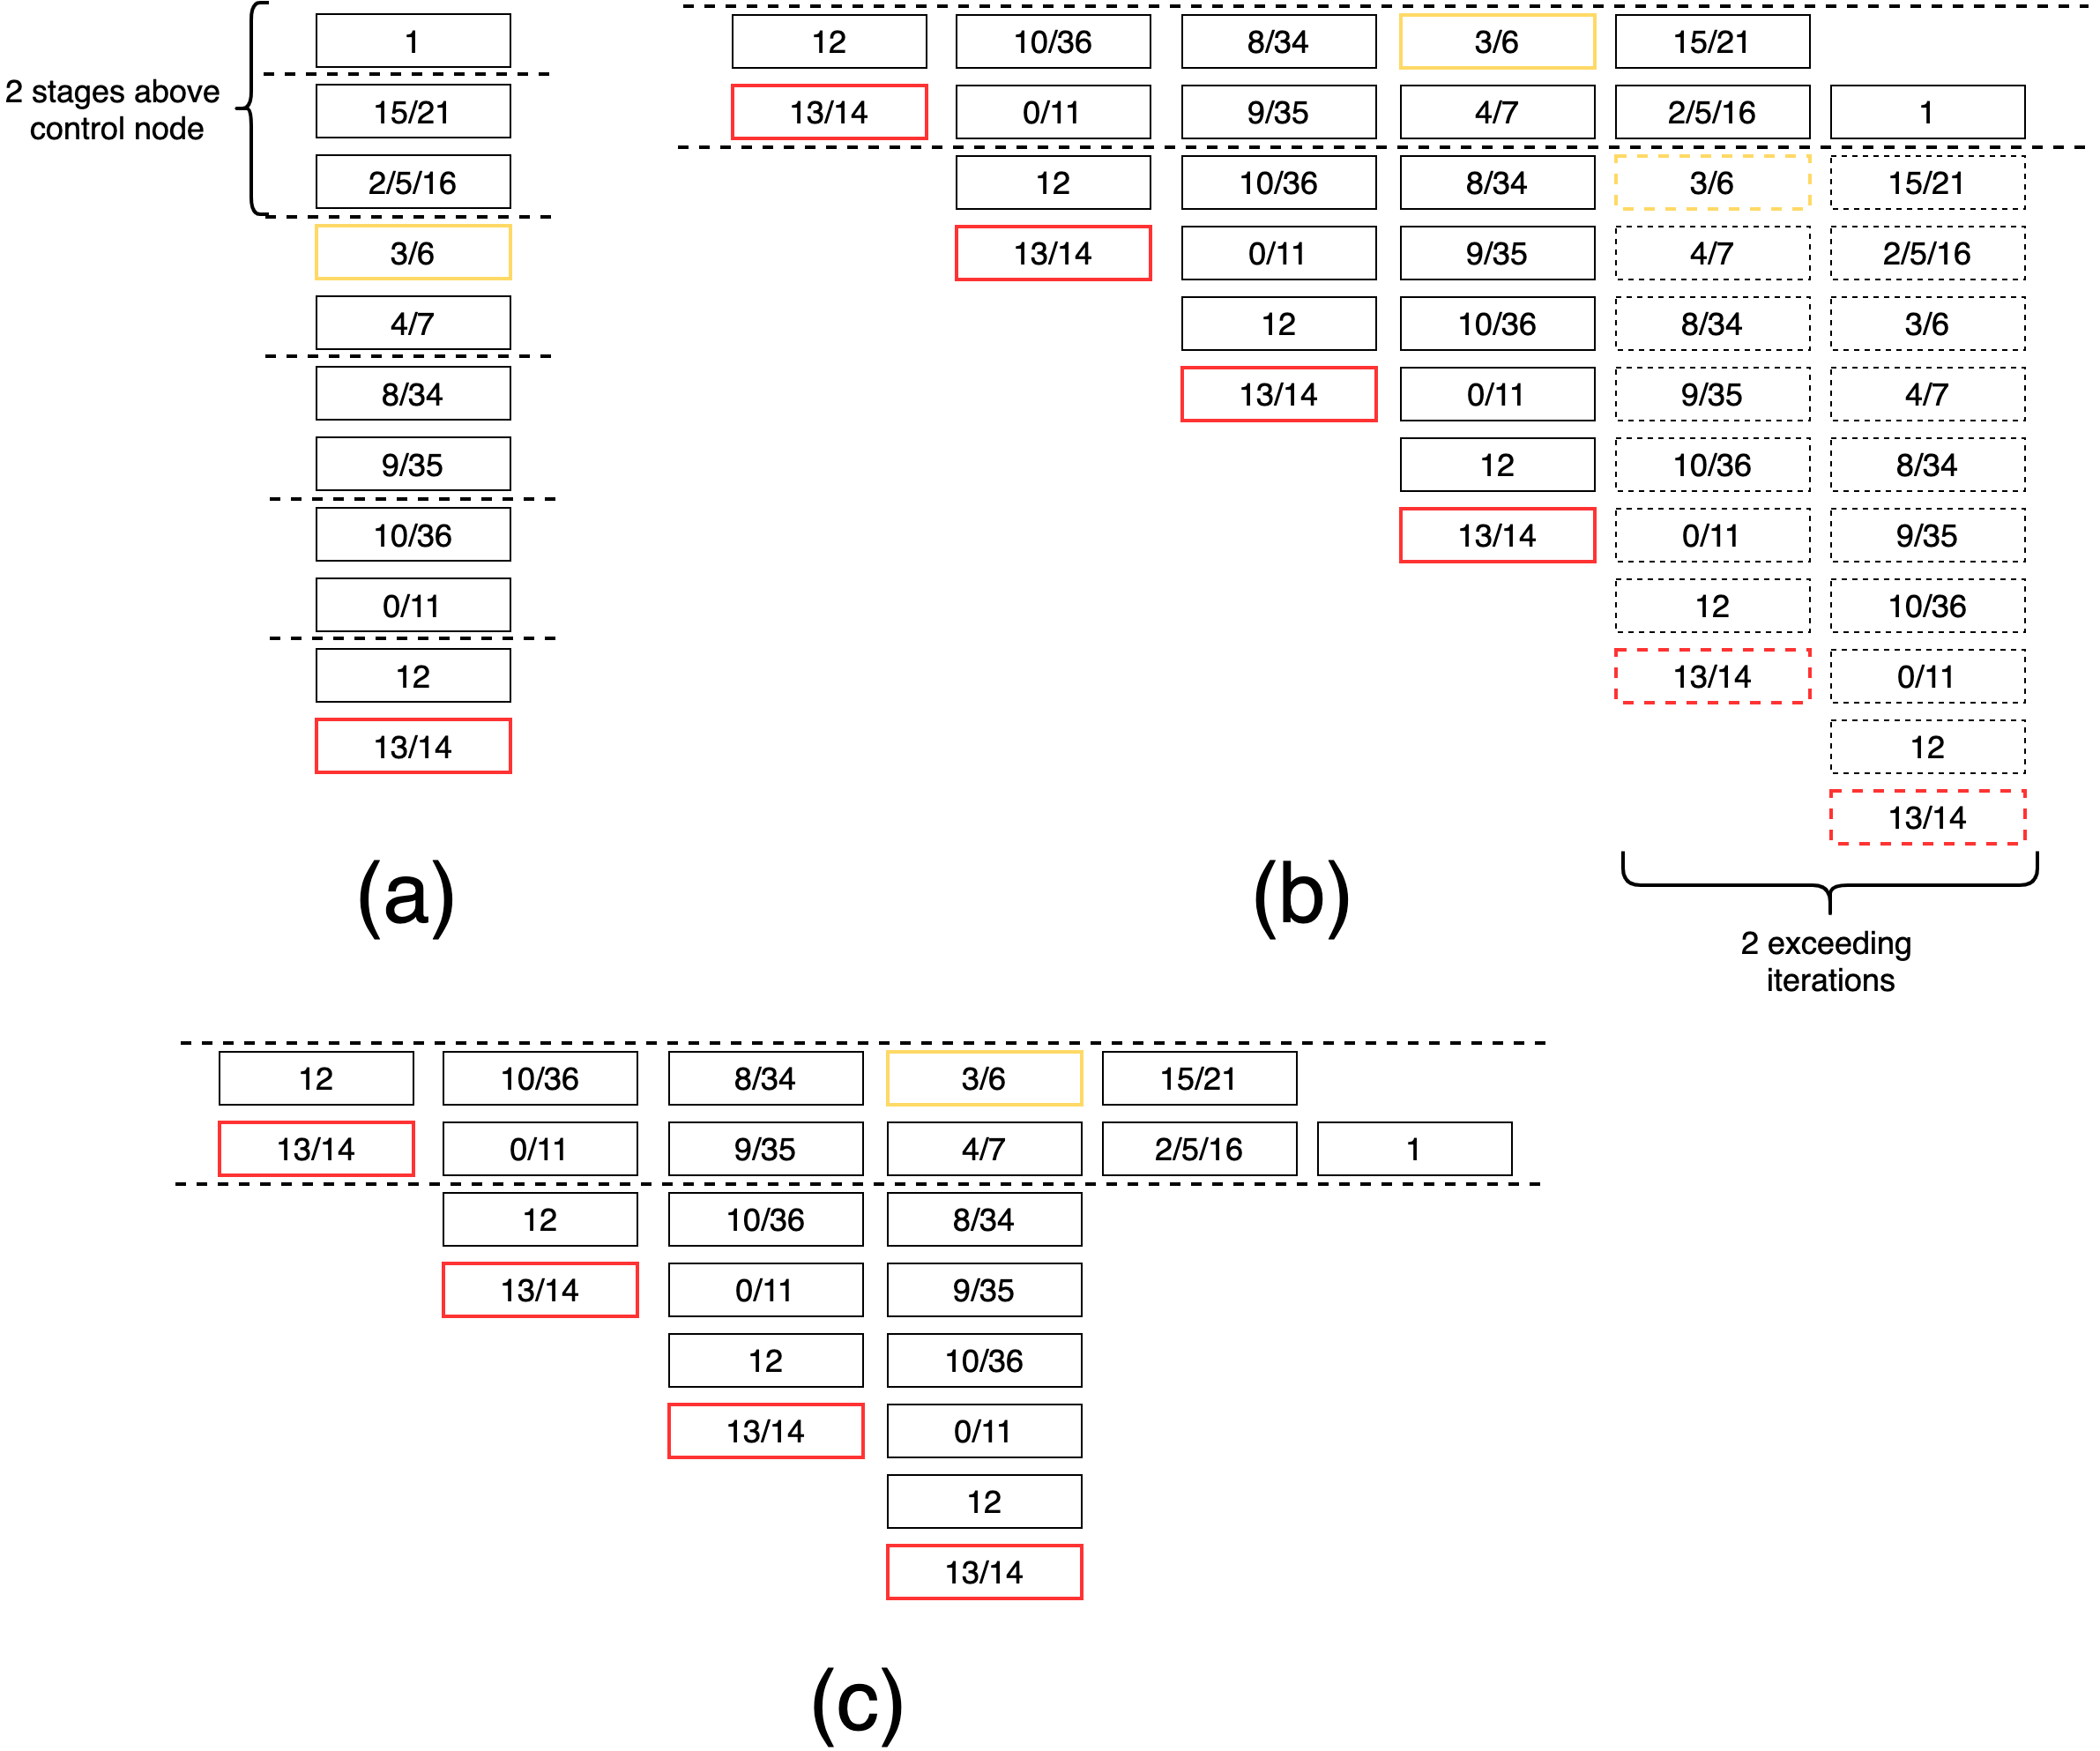 1
2 stages above
control node
15/21
2/5/16
3/6
4/7
8/34
9/35
10/36
0/11
12
13/14
(a)
12 10/36 8/34 3/6 15/21
13/14 0/11 9/35 4/7 2/5/16 1
12 10/36 8/34 3/6 15/21
13/14 0/11 9/35 4/7 2/5/16
12 10/36 8/34 3/6
13/14 0/11 9/35 4/7
12 10/36 8/34
13/14 0/11 9/35
12 10/36
13/14 0/11
12
13/14
(b)
2 exceeding
iterations
12 10/36 8/34 3/6 15/21
13/14 0/11 9/35 4/7 2/5/16 1
12 10/36 8/34
13/14 0/11 9/35
12 10/36
13/14 0/11
12
13/14
(c)